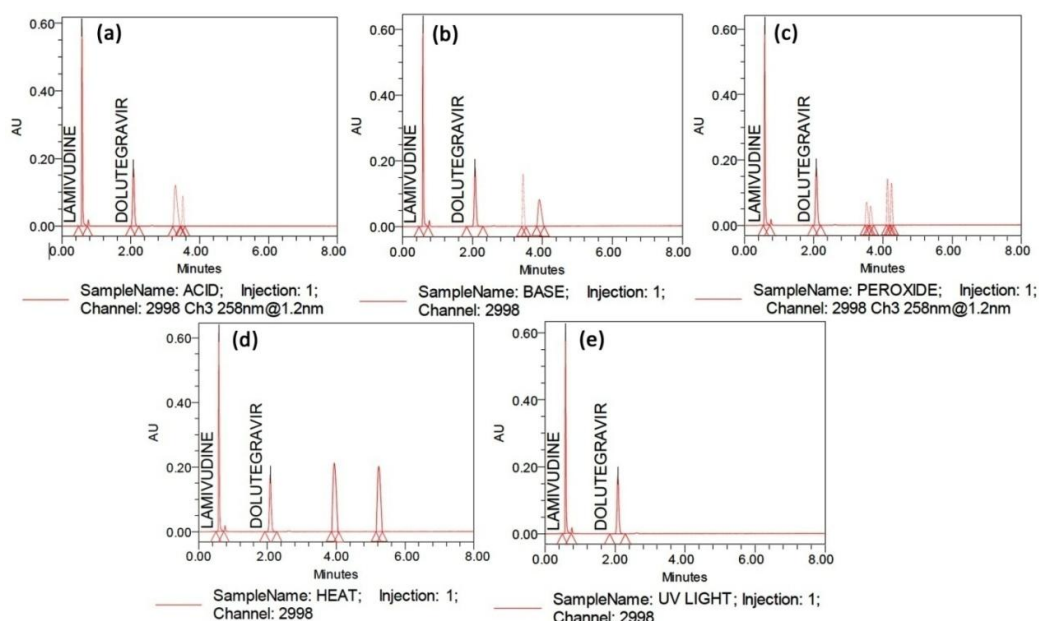 (a)
0.60
0.40
0.20
0.00
AU
LAMIVUDINE
DOLUTEGRAVIR
0.00 2.00 4.00 6.00 8.00
Minutes
SampleName: ACID; Injection: 1;
Channel: 2998 Ch3 258nm@1.2nm
(b)
0.60
0.40
0.20
0.00
AU
LAMIVUDINE
DOLUTEGRAVIR
0.00 2.00 4.00 6.00 8.00
Minutes
SampleName: BASE; Injection: 1;
Channel: 2998
(c)
0.60
0.40
0.20
0.00
AU
LAMIVUDINE
DOLUTEGRAVIR
0.00 2.00 4.00 6.00 8.00
Minutes
SampleName: PEROXIDE; Injection: 1;
Channel: 2998 Ch3 258nm@1.2nm
(d)
0.60
0.40
0.20
0.00
AU
LAMIVUDINE
DOLUTEGRAVIR
0.00 2.00 4.00 6.00 8.00
Minutes
SampleName: HEAT; Injection: 1;
Channel: 2998
(e)
0.60
0.40
0.20
0.00
AU
LAMIVUDINE
DOLUTEGRAVIR
0.00 2.00 4.00 6.00 8.00
Minutes
SampleName: UV LIGHT; Injection: 1;
Channel: 2998